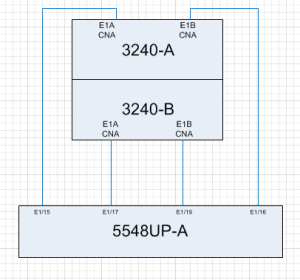 E1A E1B
CNA CNA
3240-A
3240-B
E1A E1B
CNA CNA
E1/15 E1/17 E1/19 E1/16
5548UP-A